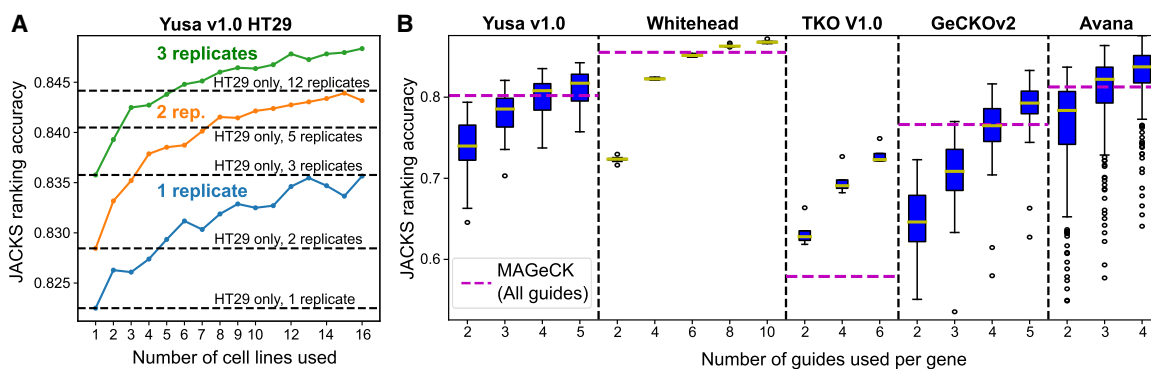 A
Yusa v1.0 HT29
3 replicates
HT29 only, 12 replicates
2 rep.
HT29 only, 5 replicates
HT29 only, 3 replicates
1 replicate
HT29 only, 2 replicates
HT29 only, 1 replicate
0.845
0.840
0.835
0.830
0.825
JACKS ranking accuracy
1 2 3 4 5 6 7 8 9 10 12 14 16
Number of cell lines used
B
Yusa v1.0
Whitehead
TKO V1.0
GeCKOv2
Avana
0.8
0.7
0.6
JACKS ranking accuracy
MAGeCK
(All guides)
2 3 4 5 2 4 6 8 10 2 4 6 2 3 4 5 2 3 4
Number of guides used per gene